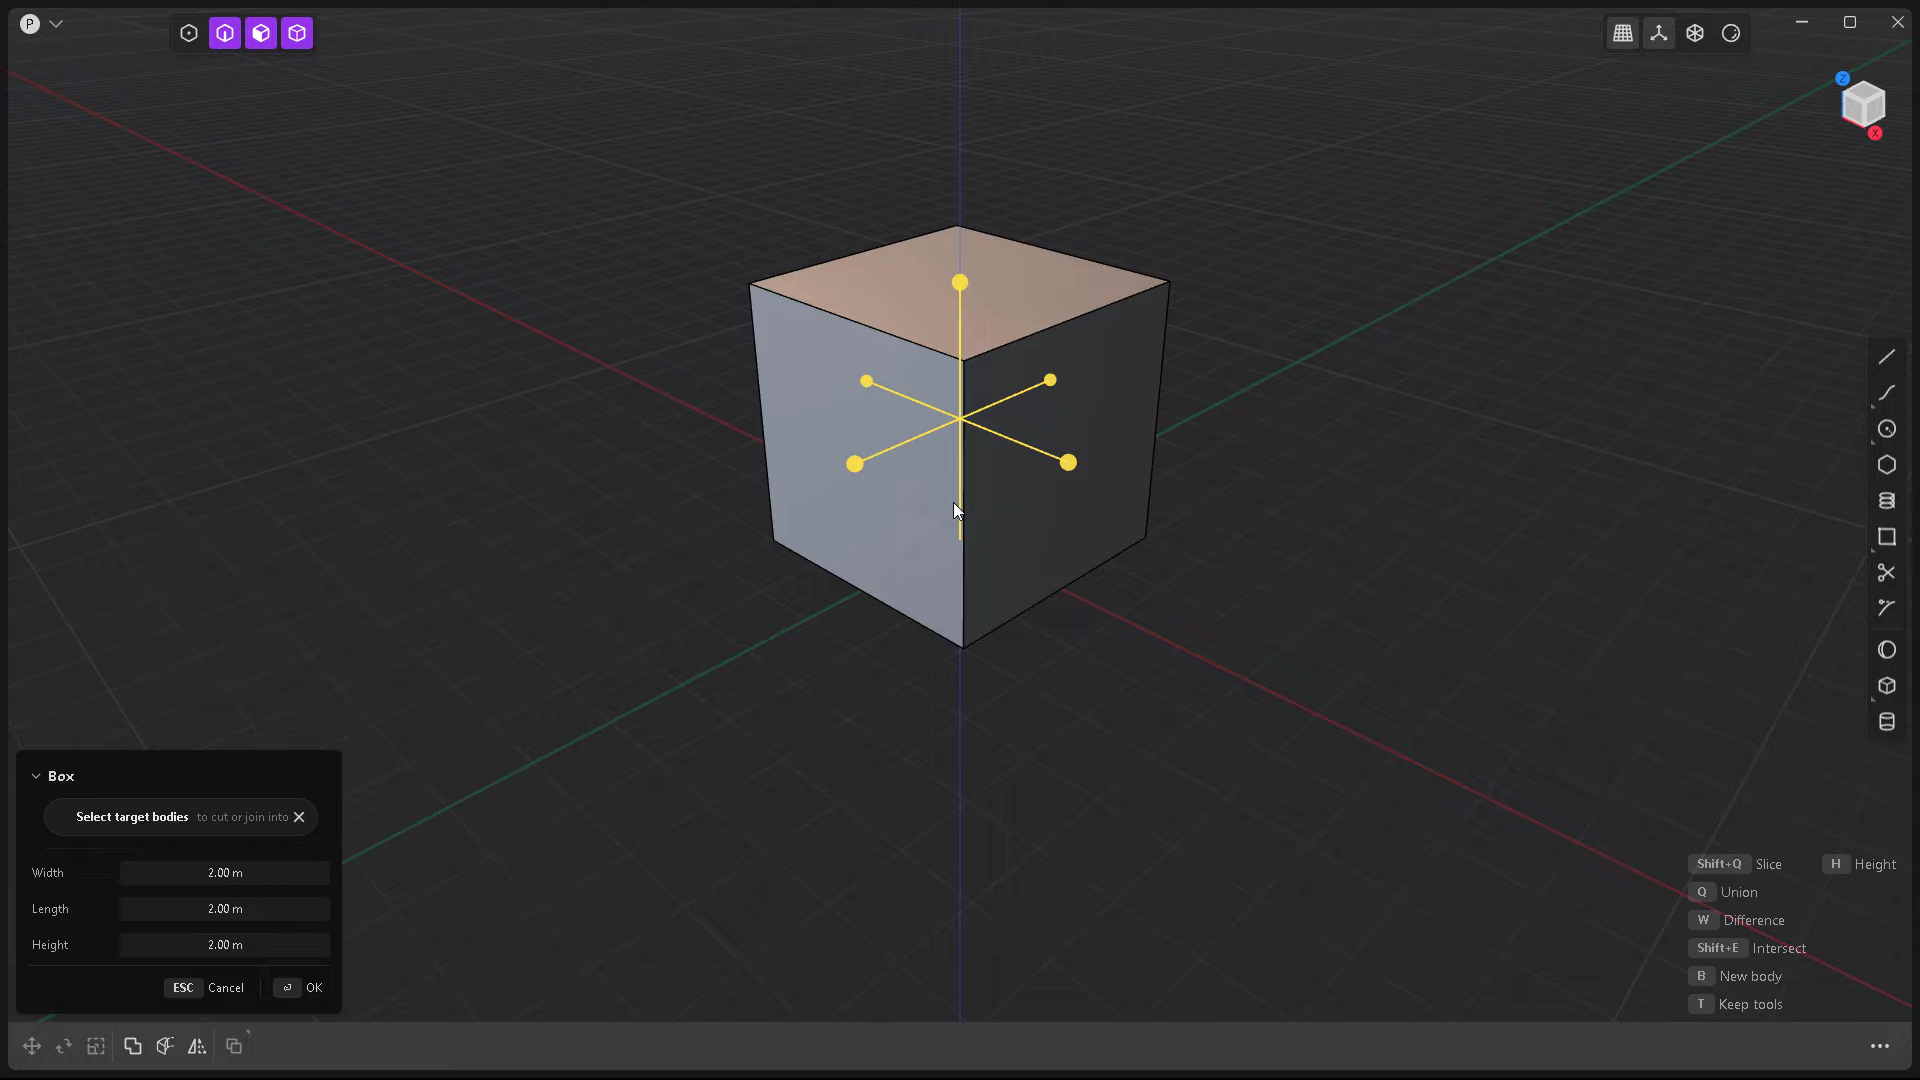 P
Z
X
Box
Select target bodies to cut or join into
Width 2.00 m
Length 2.00 m
Height 2.00 m
ESC Cancel OK
Shift+Q Slice H Height
Q Union
W Difference
Shift+E Intersect
B New body
T Keep tools